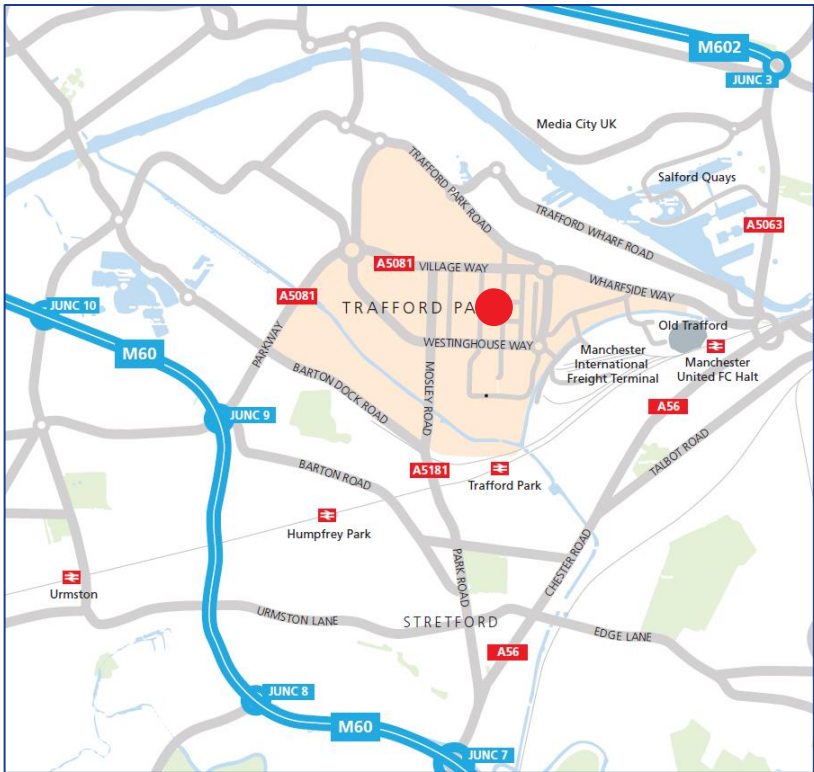 M602
JUNC 3
Media City UK
TRAFFORD PARK ROAD
Salford Quays
TRAFFORD WHARF ROAD
A5063
A5081
VILLAGE WAY
WHARFSIDE WAY
A5081
JUNC 10
TRAFFORD PA
Old Trafford
M60
PARKWAY
WESTINGHOUSE WAY
Manchester
International
Freight Terminal
Manchester
United FC Halt
MOSLEY ROAD
BARTON DOCK ROAD
JUNC 9
A56
TALBOT ROAD
BARTON ROAD
A5181
Trafford Park
Humpfrey Park
CHESTER ROAD
PARK ROAD
Urmston
URMSTON LANE
STRETFORD
EDGE LANE
A56
JUNC 8
M60
JUNC 7